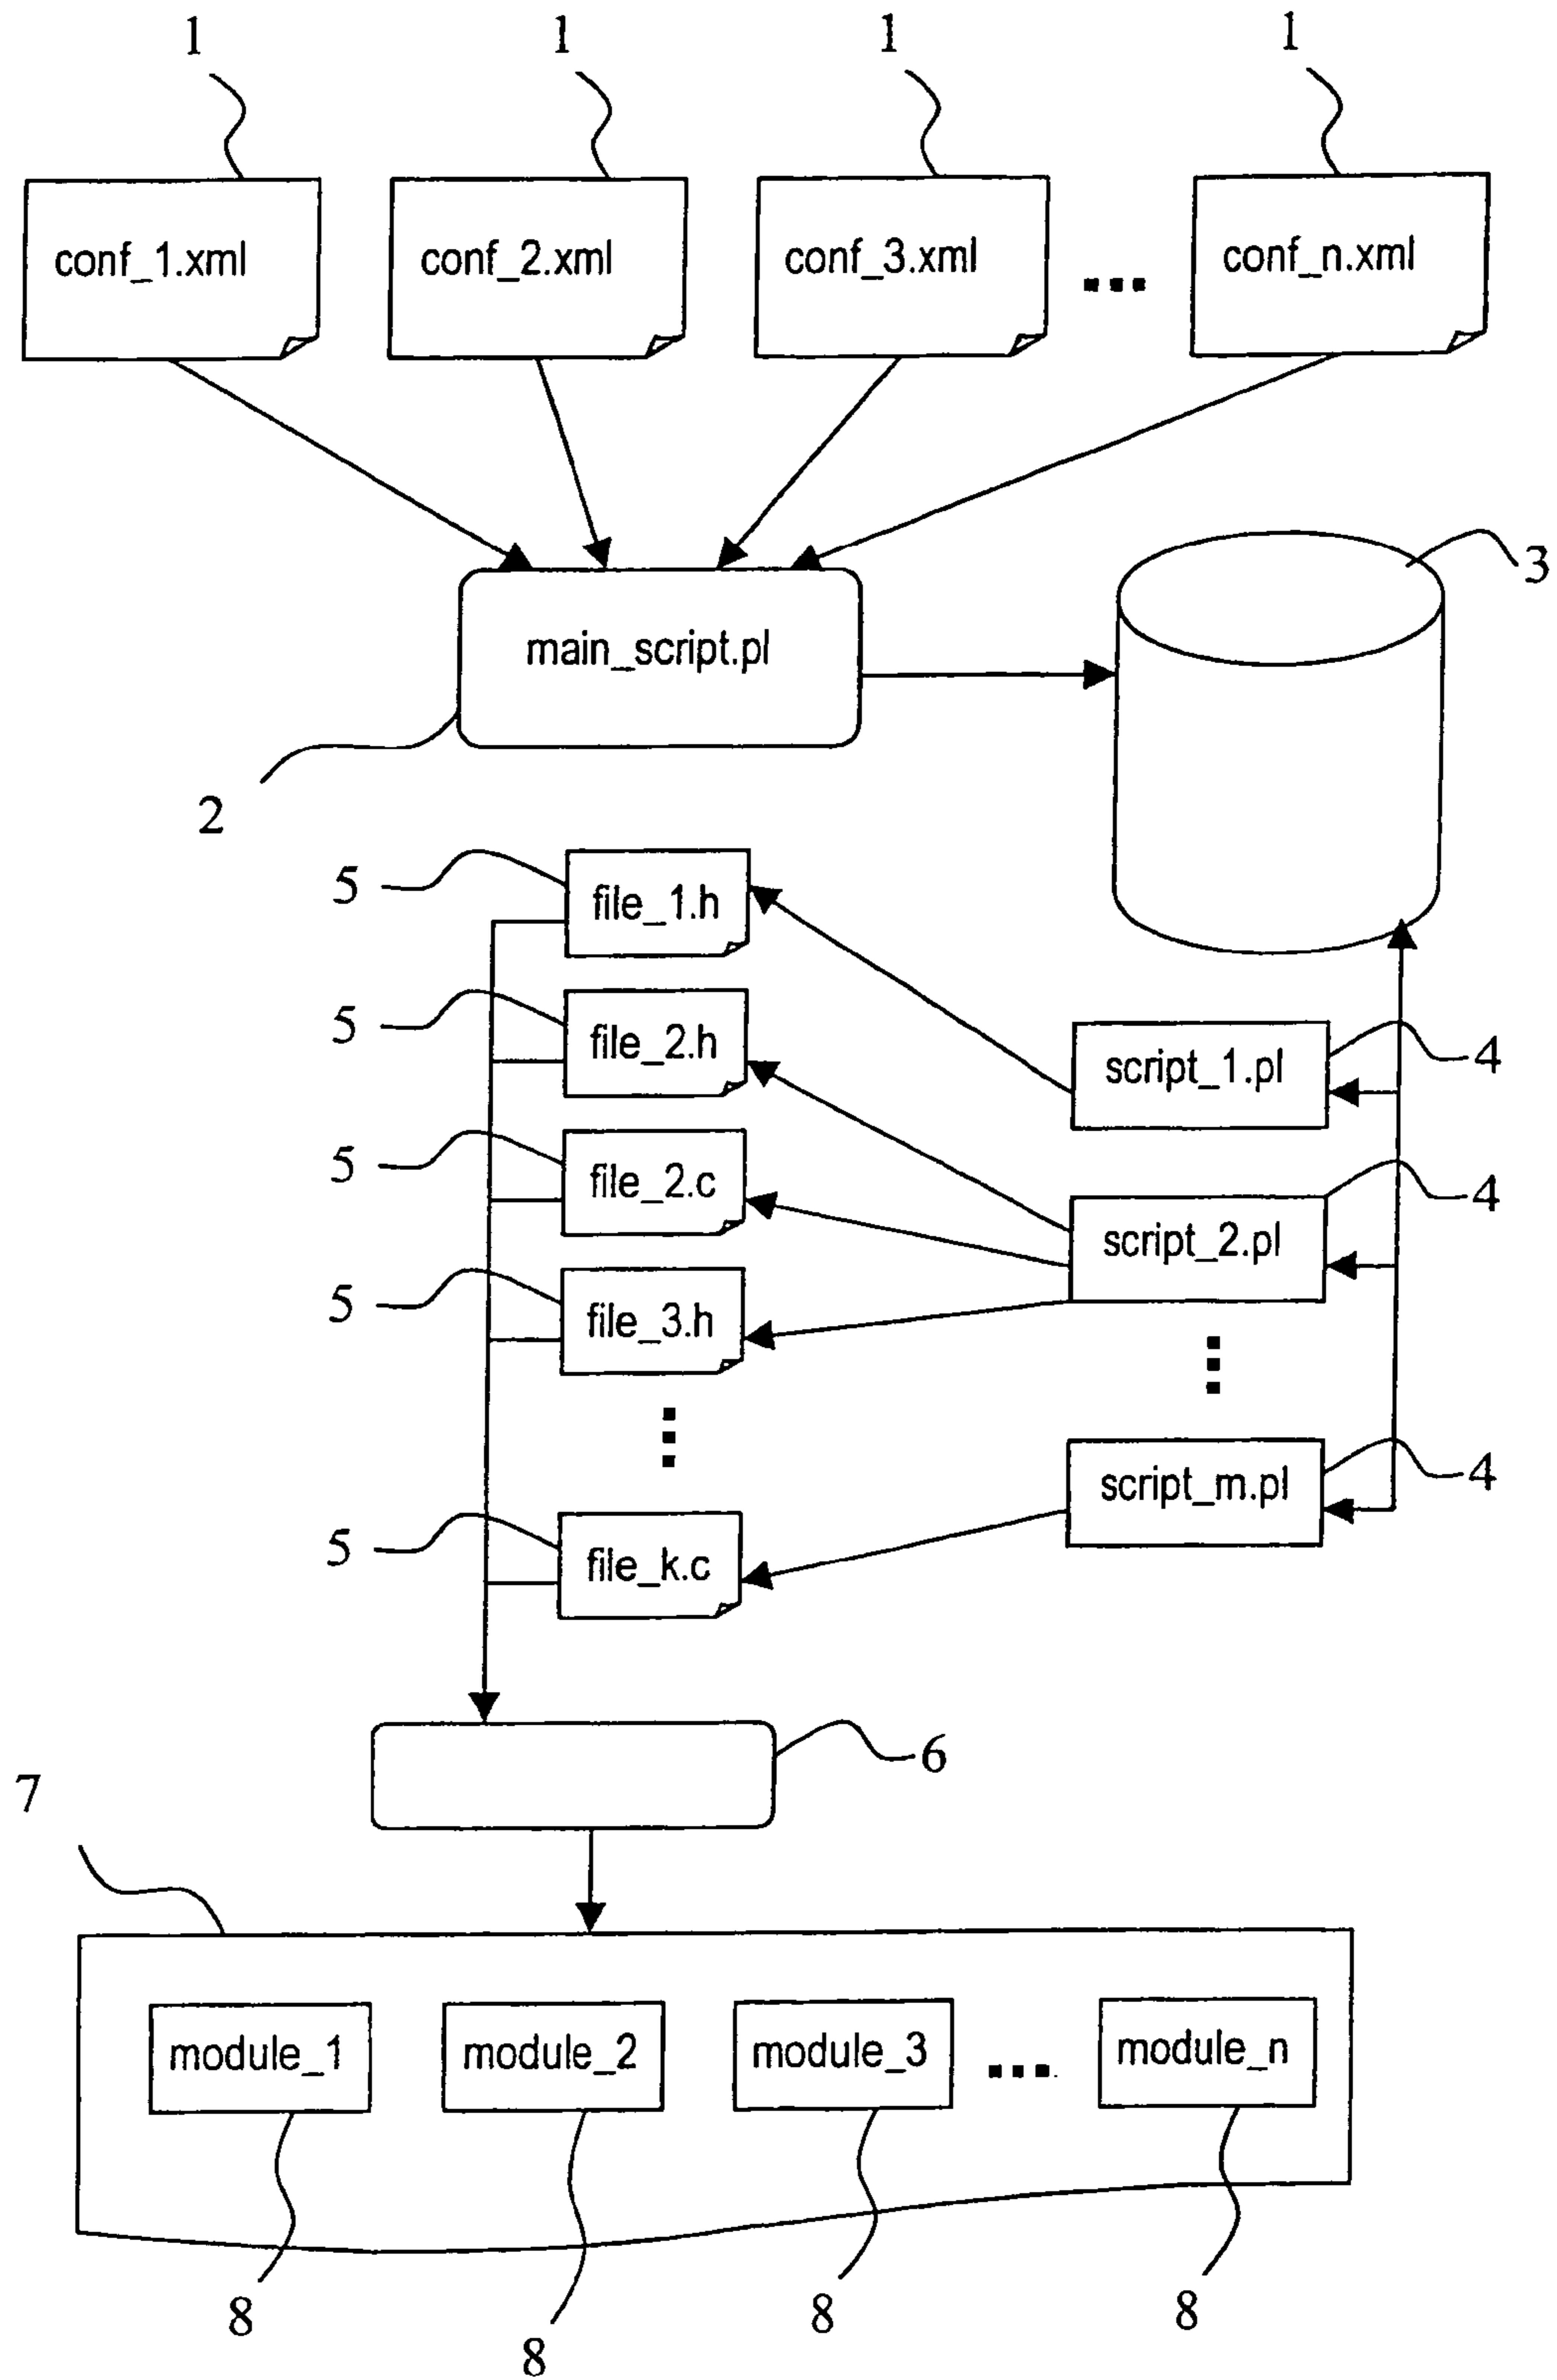 1 1 1 1
conf_1.xml conf_2.xml conf_3.xml ... conf_n.xml
3
main_script.pl
2
5 file_1.h
5 file_2.h
script_1.pl 4
5 file_2.c
script_2.pl 4
5 file_3.h
script_m.pl 4
5 file_k.c
6
7
module_1 module_2 module_3 ... module_n
8 8 8 8